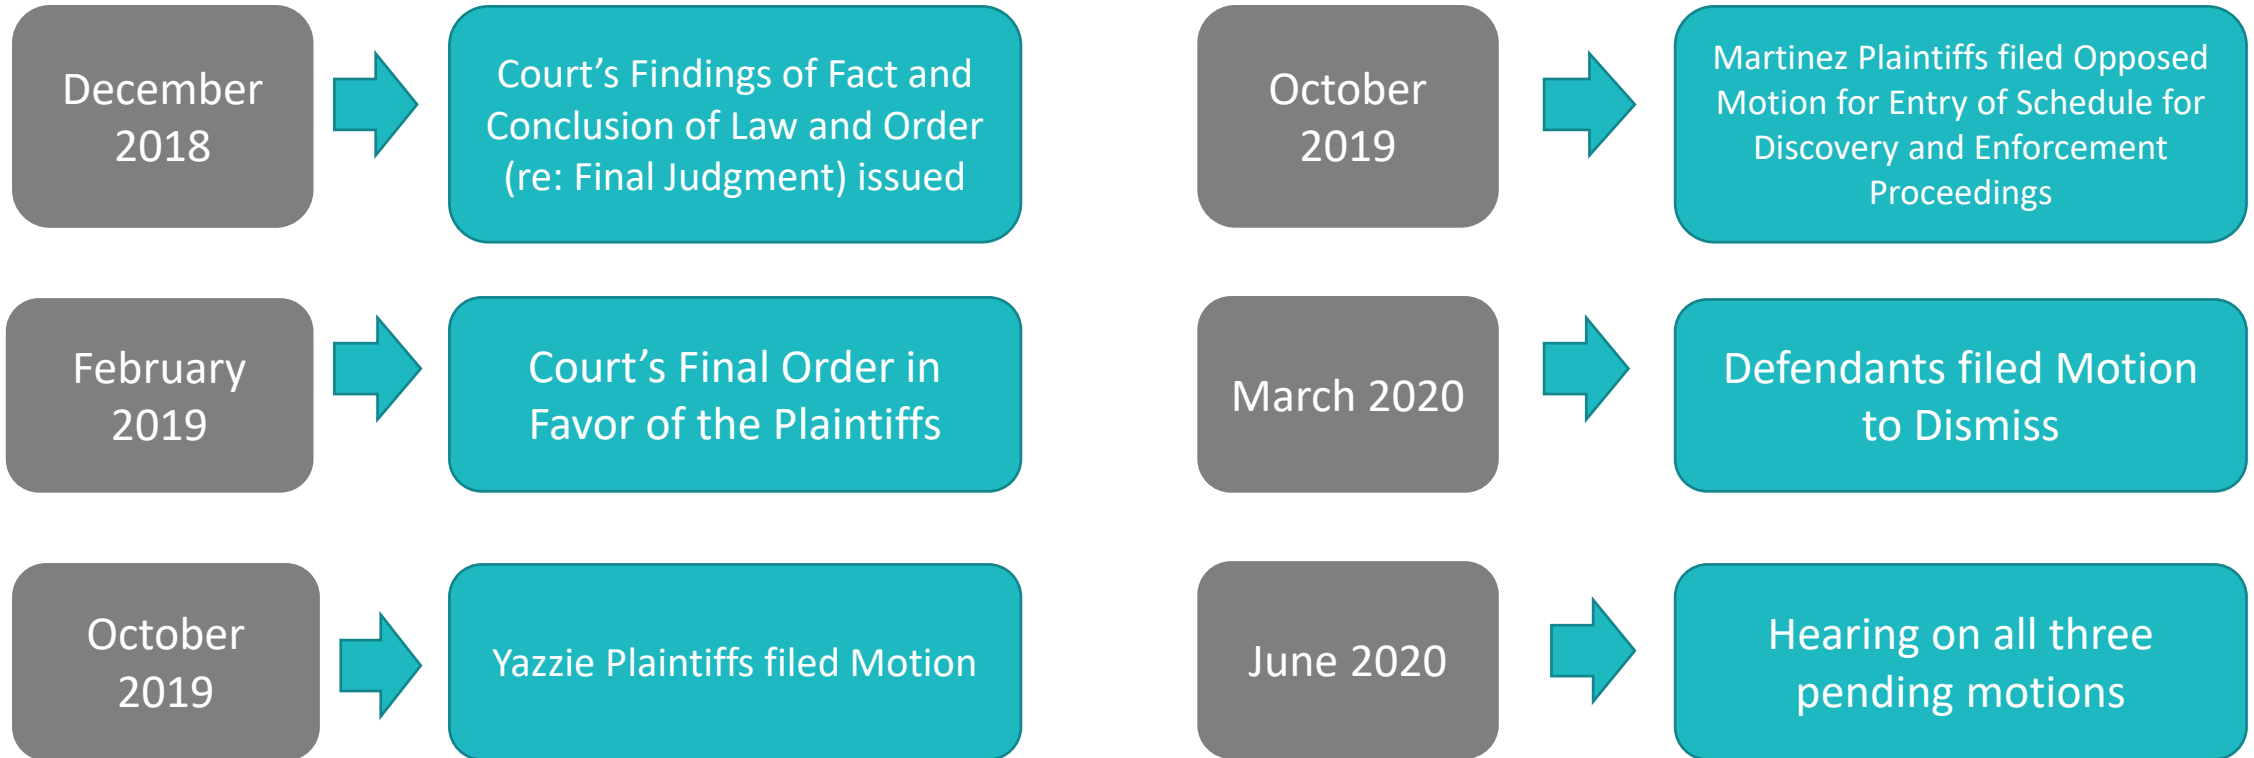 December
2018
Court’s Findings of Fact and
Conclusion of Law and Order
(re: Final Judgment) issued
February
2019
Court’s Final Order in
Favor of the Plaintiffs
October
2019
Yazzie Plaintiffs filed Motion
October
2019
Martinez Plaintiffs filed Opposed
Motion for Entry of Schedule for
Discovery and Enforcement
Proceedings
March 2020
Defendants filed Motion
to Dismiss
June 2020
Hearing on all three
pending motions